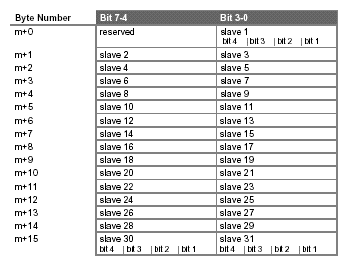 Byte Number Bit 7-4 Bit 3-0
m+0 reserved slave 1
bit 4 | bit 3 | bit 2 | bit 1
m+1 slave 2 slave 3
m+2 slave 4 slave 5
m+3 slave 6 slave 7
m+4 slave 8 slave 9
m+5 slave 10 slave 11
m+6 slave 12 slave 13
m+7 slave 14 slave 15
m+8 slave 16 slave 17
m+9 slave 18 slave 19
m+10 slave 20 slave 21
m+11 slave 22 slave 23
m+12 slave 24 slave 25
m+13 slave 26 slave 27
m+14 slave 28 slave 29
m+15 slave 30 slave 31
bit 4 | bit 3 | bit 2 | bit 1 bit 4 | bit 3 | bit 2 | bit 1